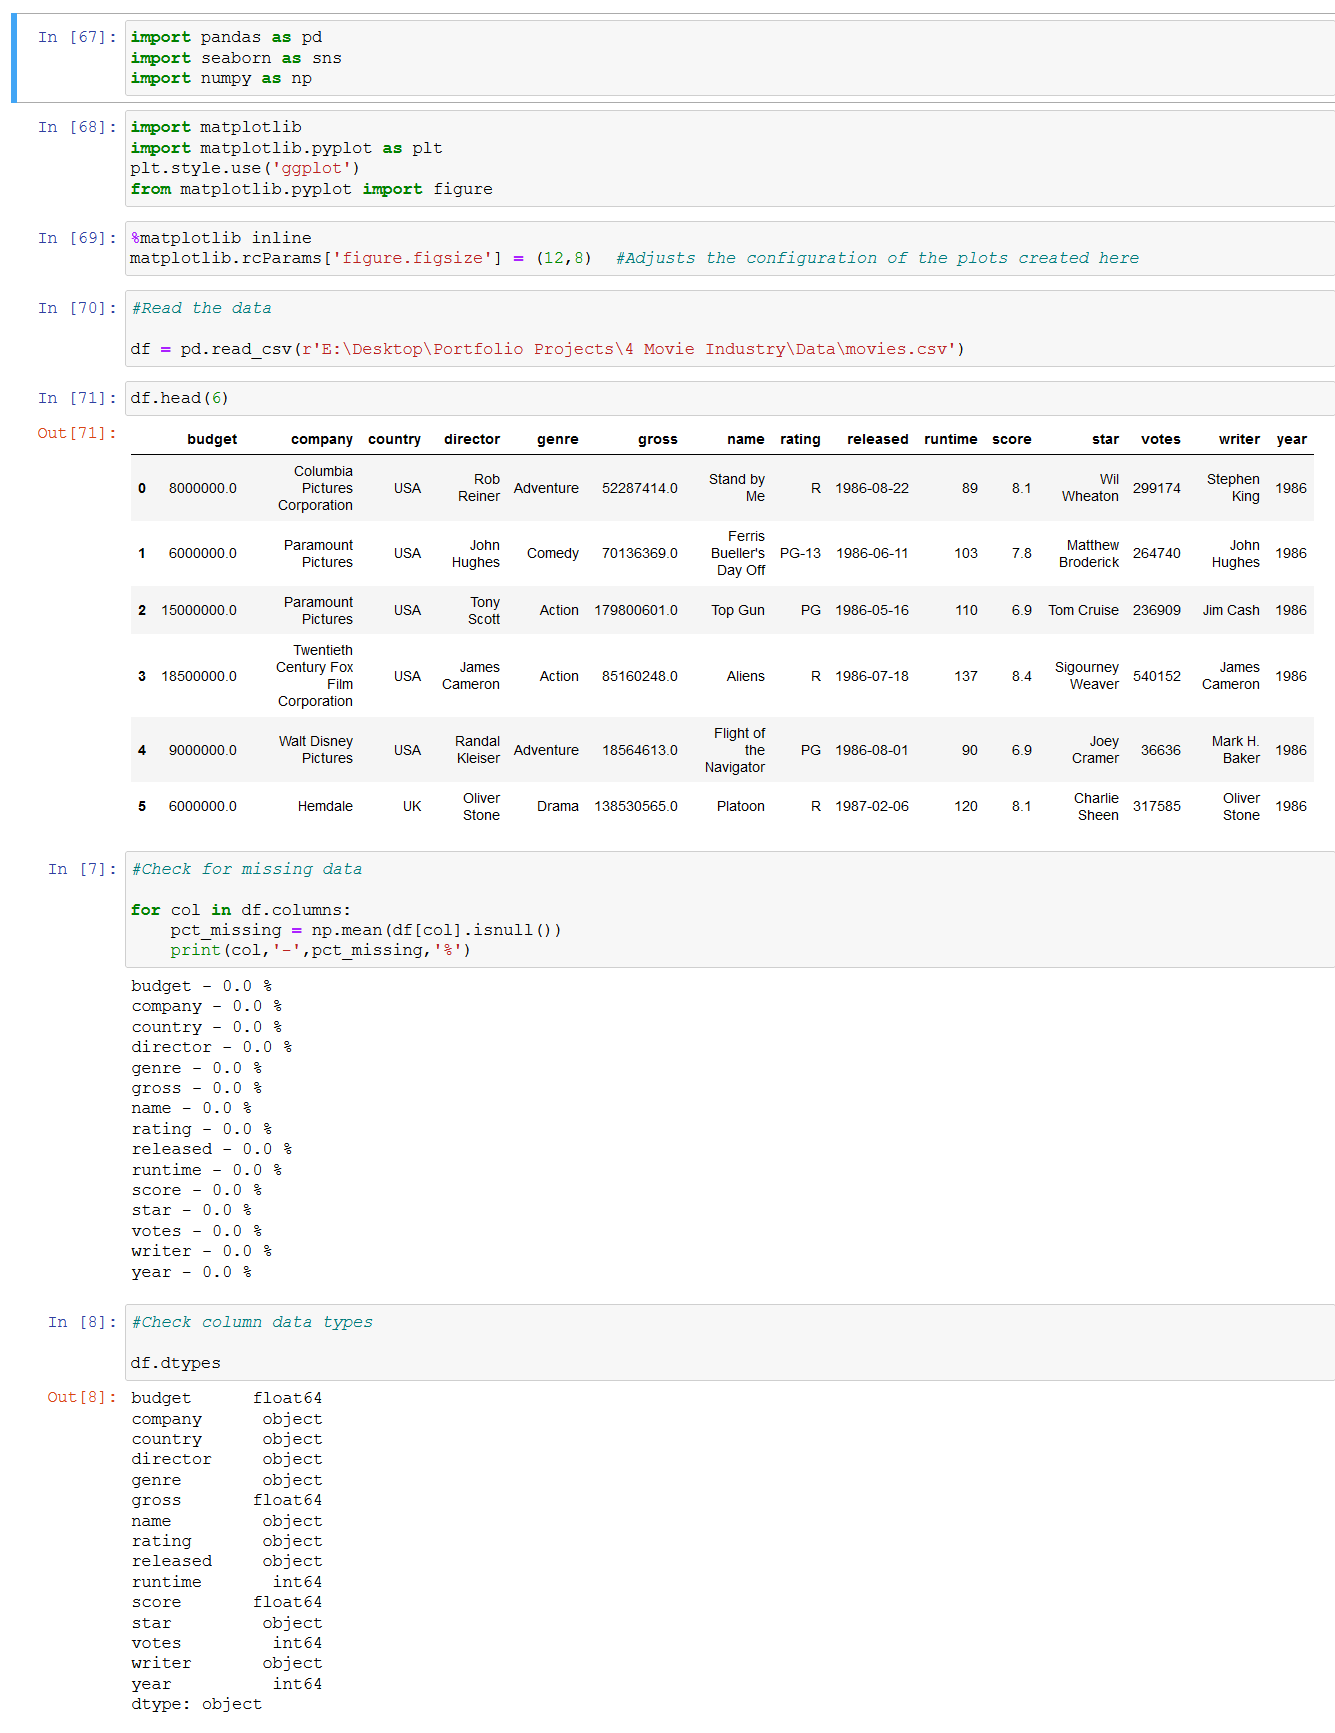 In [67]: import pandas as pd
import seaborn as sns
import numpy as np
In [68]: import matplotlib
import matplotlib.pyplot as plt
plt.style.use('ggplot')
from matplotlib.pyplot import figure
In [69]: %matplotlib inline
matplotlib.rcParams['figure.figsize'] = (12,8)  #Adjusts the configuration of the plots created here
In [70]: #Read the data
df = pd.read_csv(r'E:\Desktop\Portfolio Projects\4 Movie Industry\Data\movies.csv')
In [71]: df.head(6)
Out[71]:
budget company country director genre gross name rating released runtime score star votes writer year
0 8000000.0 Columbia Pictures Corporation USA Rob Reiner Adventure 52287414.0 Stand by Me R 1986-08-22 89 8.1 Wil Wheaton 299174 Stephen King 1986
1 6000000.0 Paramount Pictures USA John Hughes Comedy 70136369.0 Ferris Bueller's Day Off PG-13 1986-06-11 103 7.8 Matthew Broderick 264740 John Hughes 1986
2 15000000.0 Paramount Pictures USA Tony Scott Action 179800601.0 Top Gun PG 1986-05-16 110 6.9 Tom Cruise 236909 Jim Cash 1986
3 18500000.0 Twentieth Century Fox Film Corporation USA James Cameron Action 85160248.0 Aliens R 1986-07-18 137 8.4 Sigourney Weaver 540152 James Cameron 1986
4 9000000.0 Walt Disney Pictures USA Randal Kleiser Adventure 18564613.0 Flight of the Navigator PG 1986-08-01 90 6.9 Joey Cramer 36636 Mark H. Baker 1986
5 6000000.0 Hemdale UK Oliver Stone Drama 138530565.0 Platoon R 1987-02-06 120 8.1 Charlie Sheen 317585 Oliver Stone 1986
In [7]: #Check for missing data
for col in df.columns:
    pct_missing = np.mean(df[col].isnull())
    print(col,'-',pct_missing,'%')
budget - 0.0 %
company - 0.0 %
country - 0.0 %
director - 0.0 %
genre - 0.0 %
gross - 0.0 %
name - 0.0 %
rating - 0.0 %
released - 0.0 %
runtime - 0.0 %
score - 0.0 %
star - 0.0 %
votes - 0.0 %
writer - 0.0 %
year - 0.0 %
In [8]: #Check column data types
df.dtypes
Out[8]: budget float64
company object
country object
director object
genre object
gross float64
name object
rating object
released object
runtime int64
score float64
star object
votes int64
writer object
year int64
dtype: object